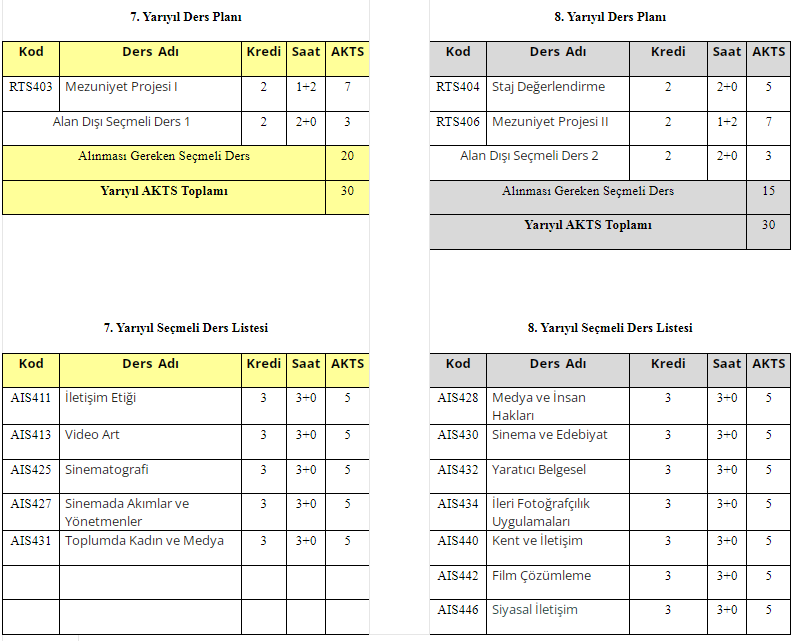 7. Yarıyıl Ders Planı
Kod Ders Adı Kredi Saat AKTS
RTS403 Mezuniyet Projesi I 2 1+2 7
Alan Dışı Seçmeli Ders 1 2 2+0 3
Alınması Gereken Seçmeli Ders 20
Yarıyıl AKTS Toplamı 30
8. Yarıyıl Ders Planı
Kod Ders Adı Kredi Saat AKTS
RTS404 Staj Değerlendirme 2 2+0 5
RTS406 Mezuniyet Projesi II 2 1+2 7
Alan Dışı Seçmeli Ders 2 2 2+0 3
Alınması Gereken Seçmeli Ders 15
Yarıyıl AKTS Toplamı 30
7. Yarıyıl Seçmeli Ders Listesi
Kod Ders Adı Kredi Saat AKTS
AIS411 İletişim Etiği 3 3+0 5
AIS413 Video Art 3 3+0 5
AIS425 Sinematografi 3 3+0 5
AIS427 Sinemada Akımlar ve 3 3+0 5
Yönetmenler
AIS431 Toplumda Kadın ve Medya 3 3+0 5
8. Yarıyıl Seçmeli Ders Listesi
Kod Ders Adı Kredi Saat AKTS
AIS428 Medya ve İnsan 3 3+0 5
Hakları
AIS430 Sinema ve Edebiyat 3 3+0 5
AIS432 Yaratıcı Belgesel 3 3+0 5
AIS434 İleri Fotoğrafçılık 3 3+0 5
Uygulamaları
AIS440 Kent ve İletişim 3 3+0 5
AIS442 Film Çözümleme 3 3+0 5
AIS446 Siyasal İletişim 3 3+0 5